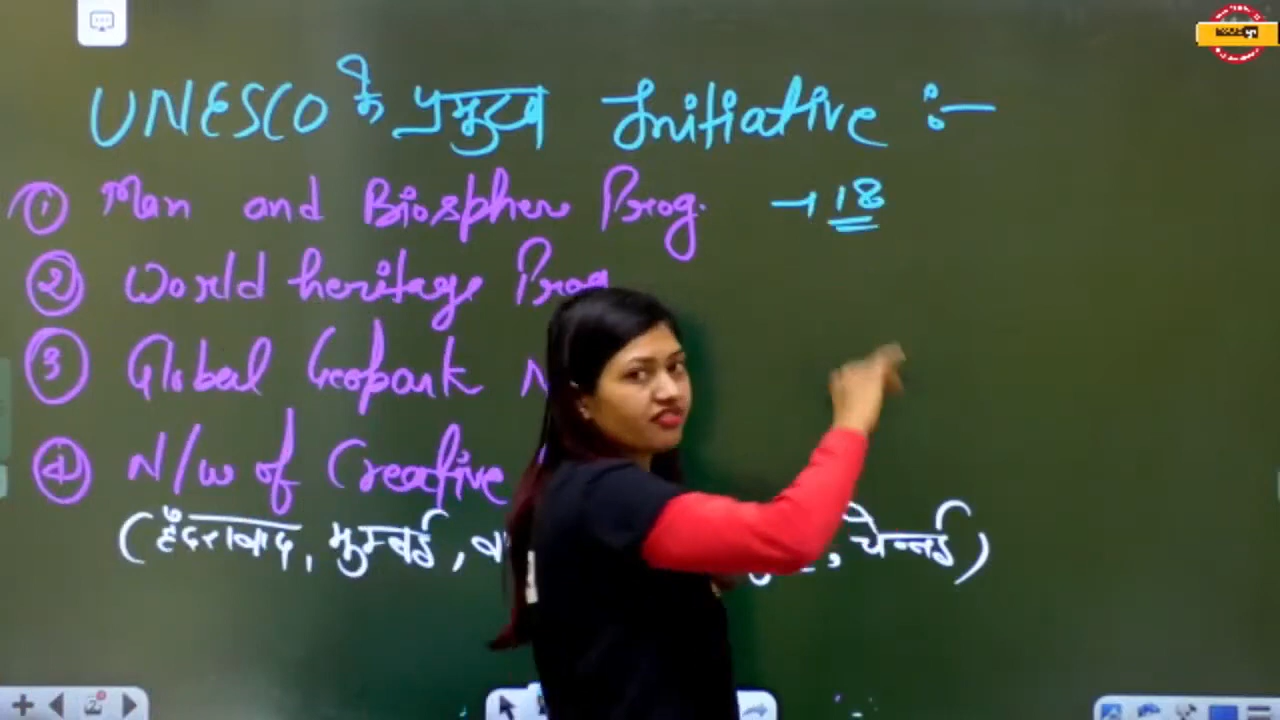 UNESCO के प्रमुख Initiative :-
① Man and Biospher Prog. → 18
② World heritage Prog
③ Global Geopark N
④ N/w of Creative
(हैदराबाद, मुम्बई, चैन्नई)